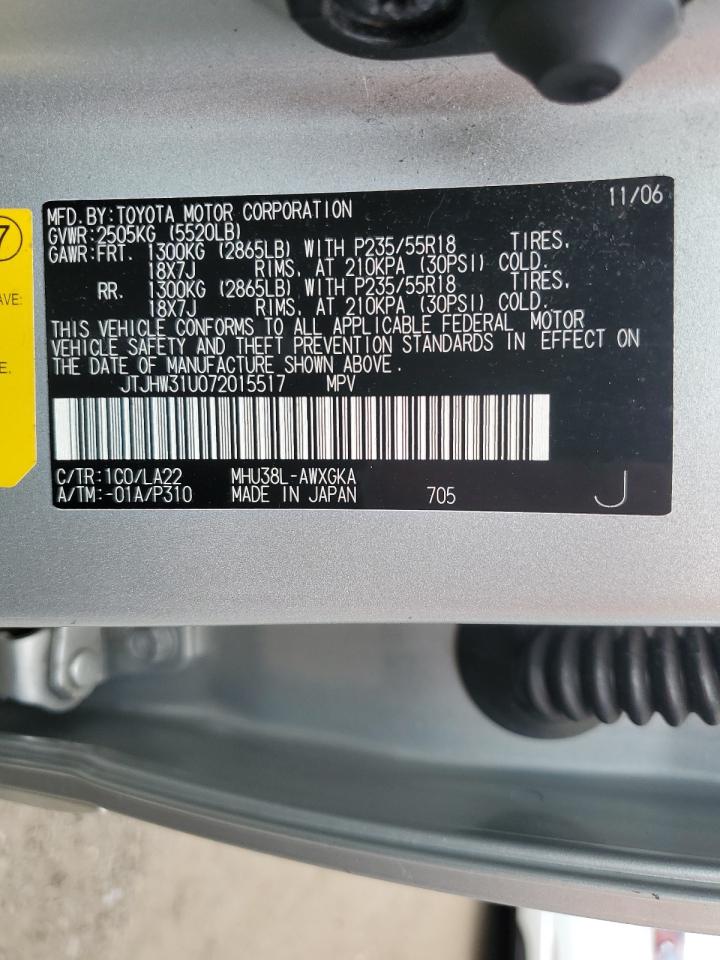 MFD. BY: TOYOTA MOTOR CORPORATION 11/06
GVWR: 2505KG (5520LB)
GAWR: FRT. 1300KG (2865LB) WITH P235/55R18 TIRES,
18X7J RIMS, AT 210KPA (30PSI) COLD.
RR. 1300KG (2865LB) WITH P235/55R18 TIRES,
18X7J RIMS, AT 210KPA (30PSI) COLD.
THIS VEHICLE CONFORMS TO ALL APPLICABLE FEDERAL MOTOR
VEHICLE SAFETY AND THEFT PREVENTION STANDARDS IN EFFECT ON
THE DATE OF MANUFACTURE SHOWN ABOVE.
JTJHW31U072015517 MPV
C/TR: 1C0/LA22 MHU38L-AWXGKA
A/TM: -01A/P310 MADE IN JAPAN 705 J
7
AVE:
E.